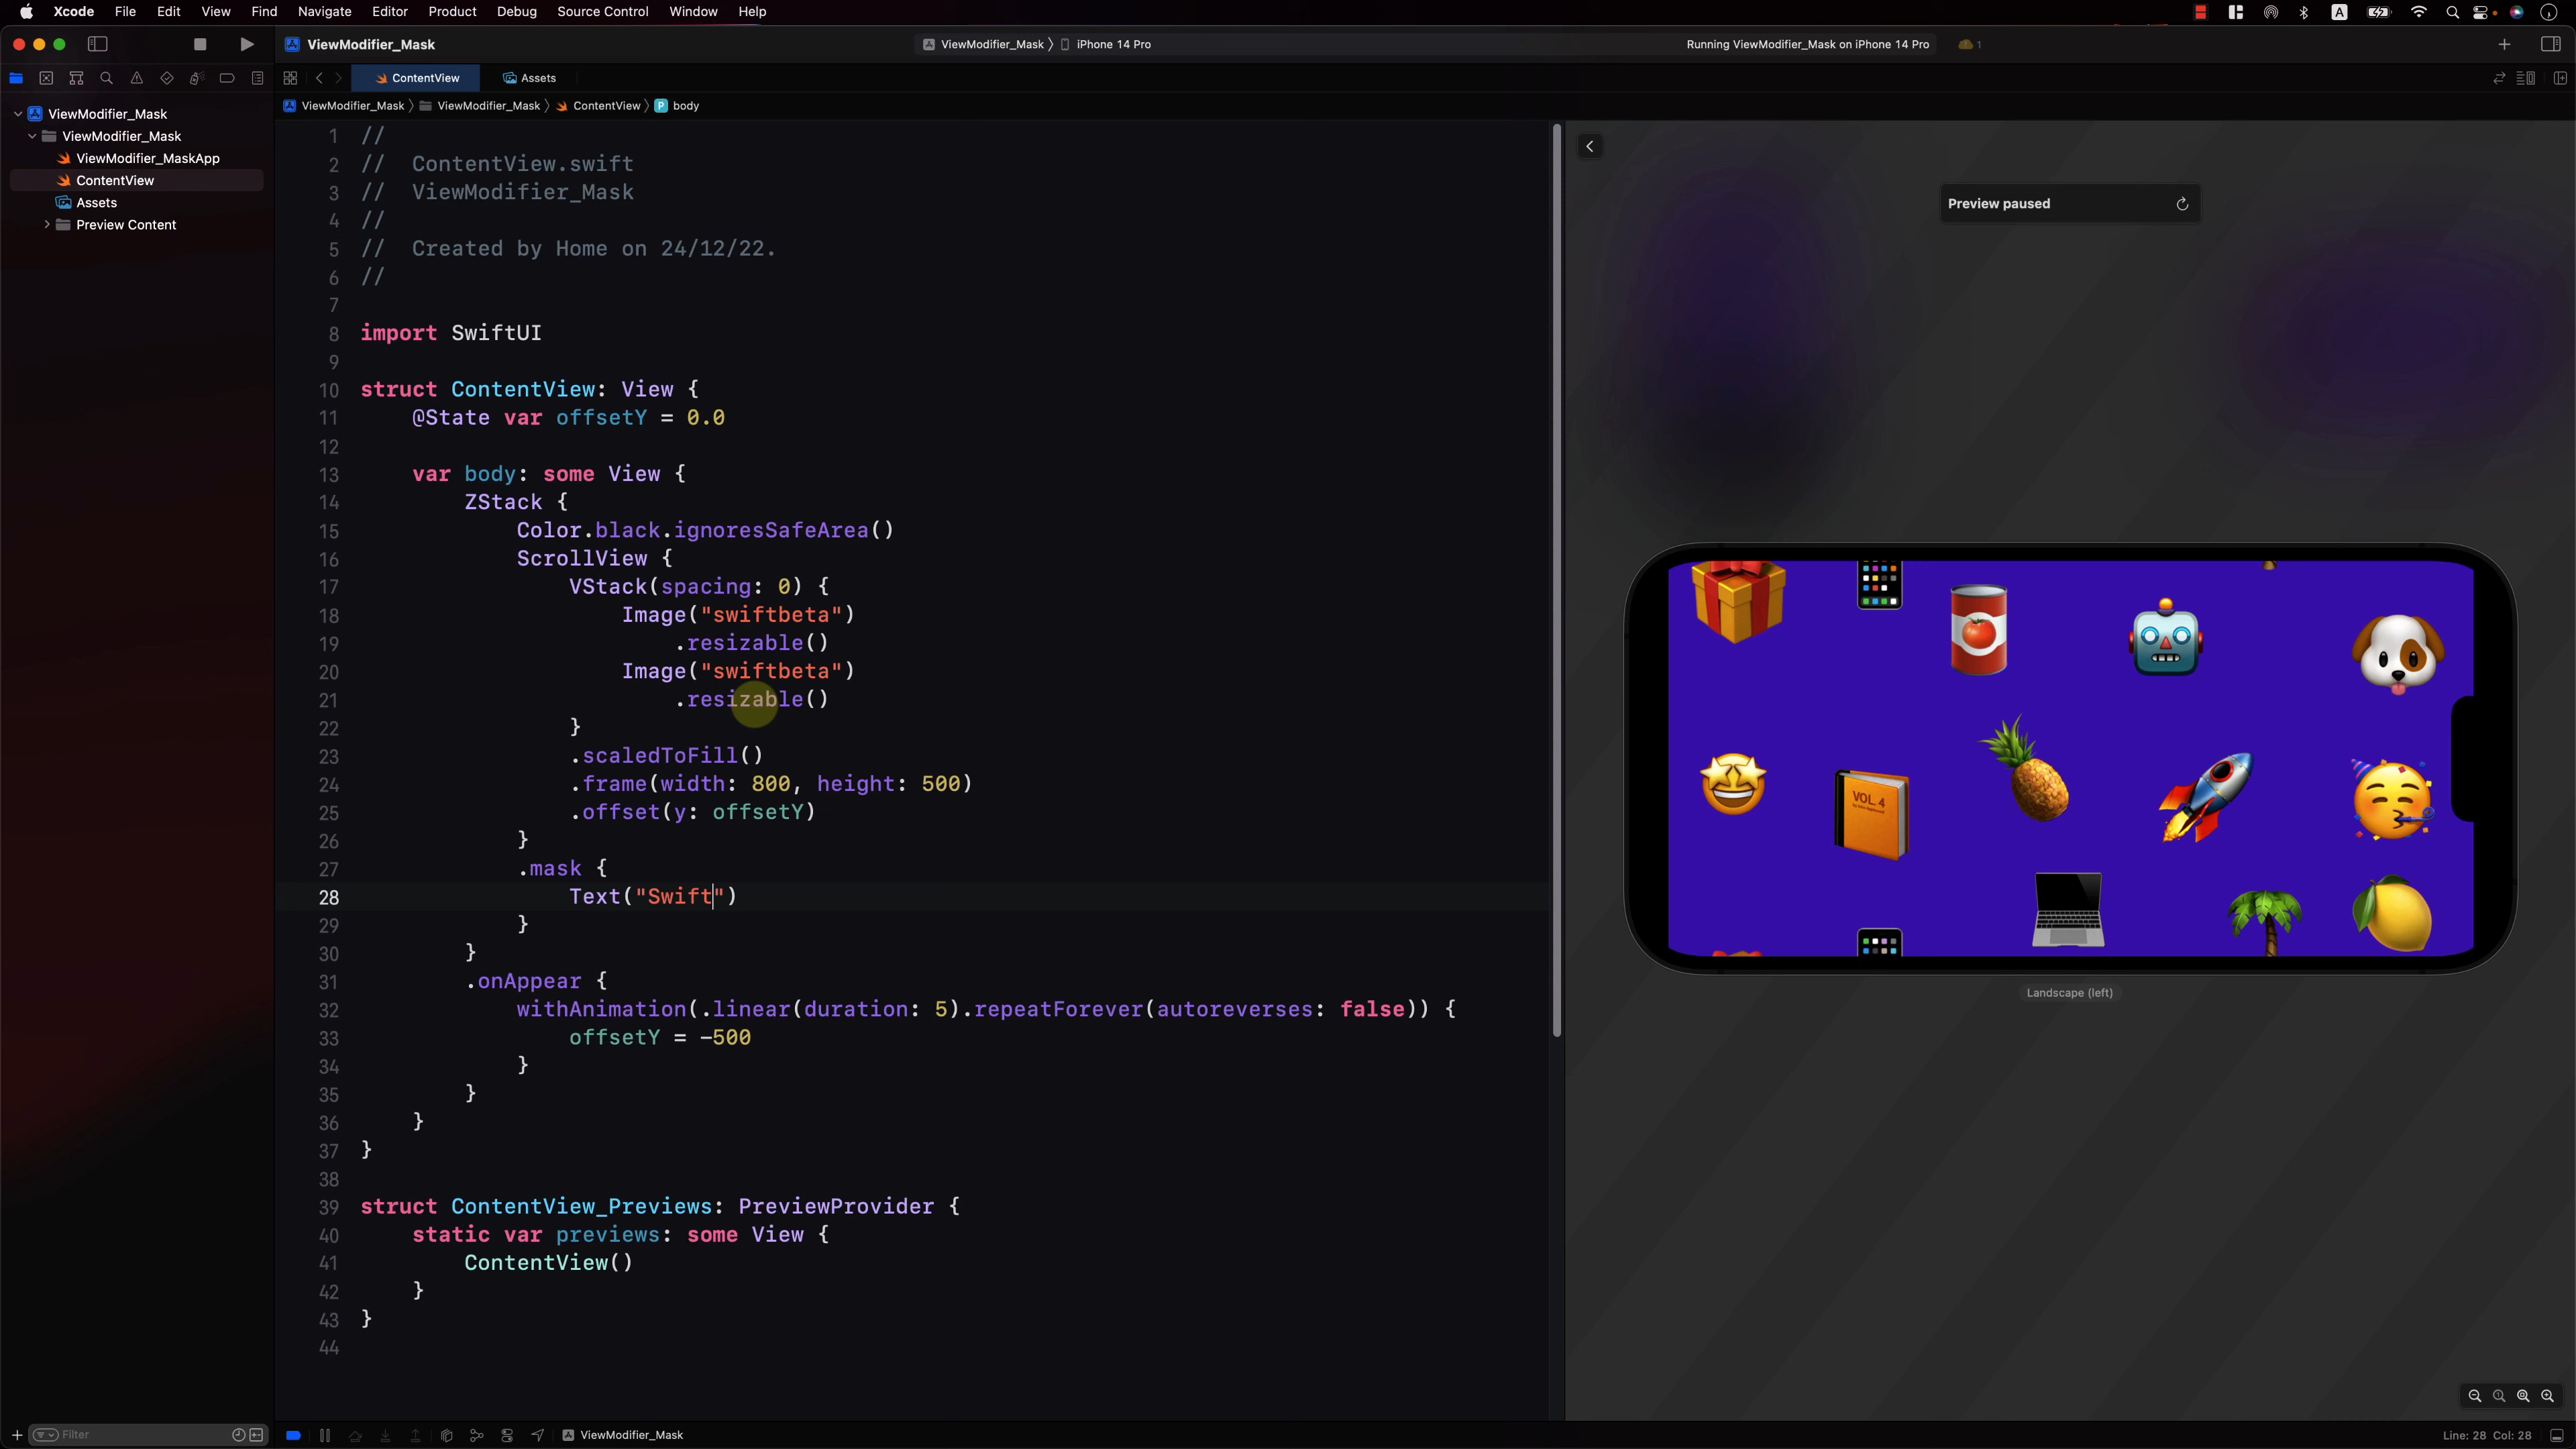 Xcode File Edit View Find Navigate Editor Product Debug Source Control Window Help
A
ViewModifier_Mask
ViewModifier_Mask 〉 iPhone 14 Pro
Running ViewModifier_Mask on iPhone 14 Pro
1
ContentView
Assets
ViewModifier_Mask 〉 ViewModifier_Mask 〉 ContentView 〉 P body
ViewModifier_Mask
ViewModifier_Mask
ViewModifier_MaskApp
ContentView
Assets
Preview Content
1 //
2 //  ContentView.swift
3 //  ViewModifier_Mask
4 //
5 //  Created by Home on 24/12/22.
6 //
7
8 import SwiftUI
9
10 struct ContentView: View {
11     @State var offsetY = 0.0
12
13     var body: some View {
14         ZStack {
15             Color.black.ignoresSafeArea()
16             ScrollView {
17                 VStack(spacing: 0) {
18                     Image("swiftbeta")
19                         .resizable()
20                     Image("swiftbeta")
21                         .resizable()
22                 }
23                 .scaledToFill()
24                 .frame(width: 800, height: 500)
25                 .offset(y: offsetY)
26             }
27             .mask {
28                 Text("Swift")
29             }
30         }
31         .onAppear {
32             withAnimation(.linear(duration: 5).repeatForever(autoreverses: false)) {
33                 offsetY = -500
34             }
35         }
36     }
37 }
38
39 struct ContentView_Previews: PreviewProvider {
40     static var previews: some View {
41         ContentView()
42     }
43 }
44
Preview paused
VOL. 4
Landscape (left)
Filter
ViewModifier_Mask
Line: 28 Col: 28